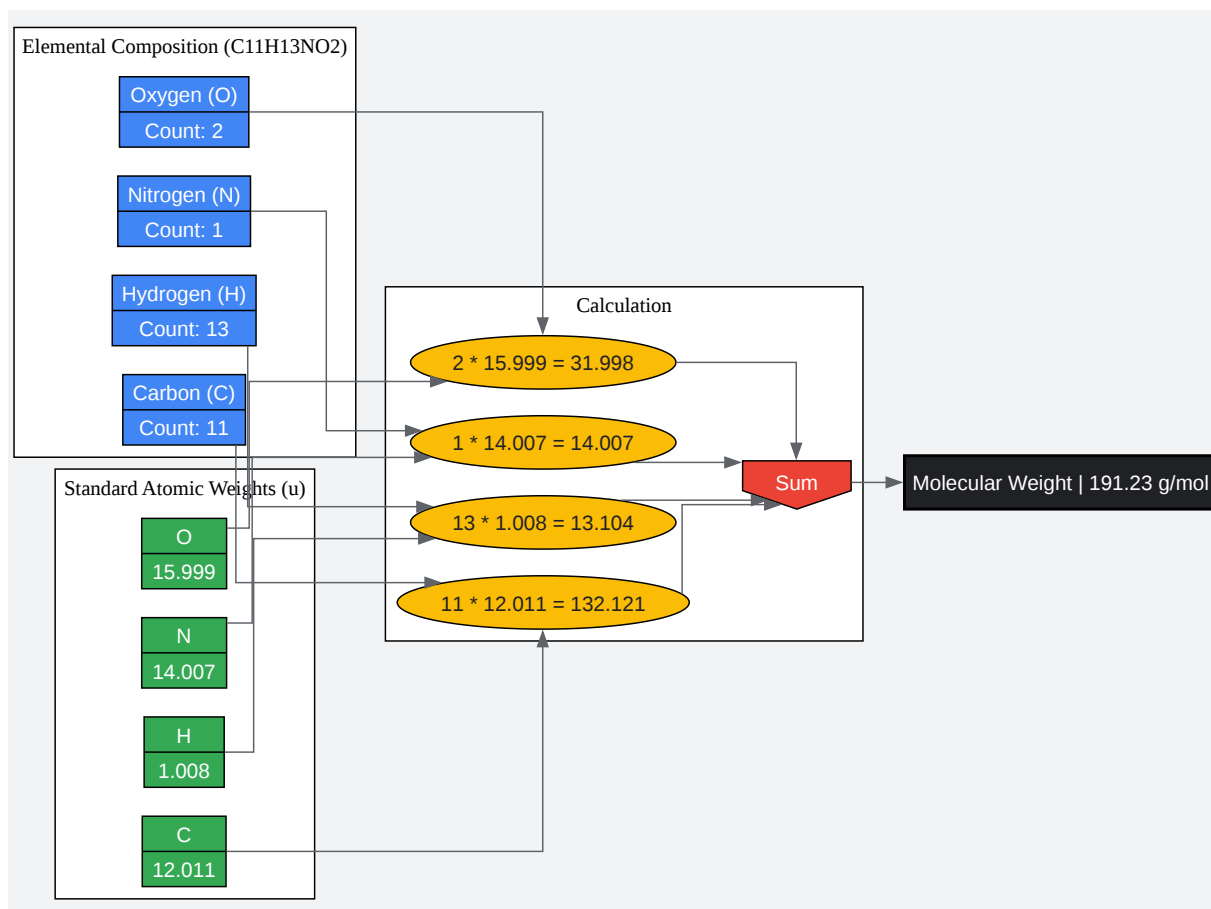 Elemental Composition (C11H13NO2)
Oxygen (O)
Count: 2
Nitrogen (N)
Count: 1
Hydrogen (H)
Count: 13
Carbon (C)
Count: 11
Standard Atomic Weights (u)
O
15.999
N
14.007
H
1.008
C
12.011
Calculation
2 * 15.999 = 31.998
1 * 14.007 = 14.007
13 * 1.008 = 13.104
11 * 12.011 = 132.121
Sum
Molecular Weight | 191.23 g/mol